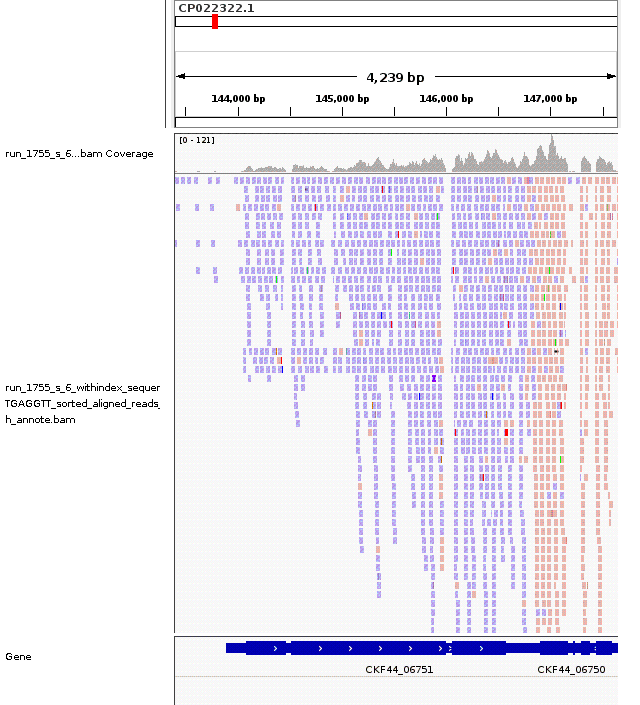 CP022322.1
4,239 bp
144,000 bp 145,000 bp 146,000 bp 147,000 bp
[0 - 121]
run_1755_s_6...bam Coverage
run_1755_s_6_withindex_sequer
TGAGGTT_sorted_aligned_reads_
h_annote.bam
Gene
CKF44_06751 CKF44_06750